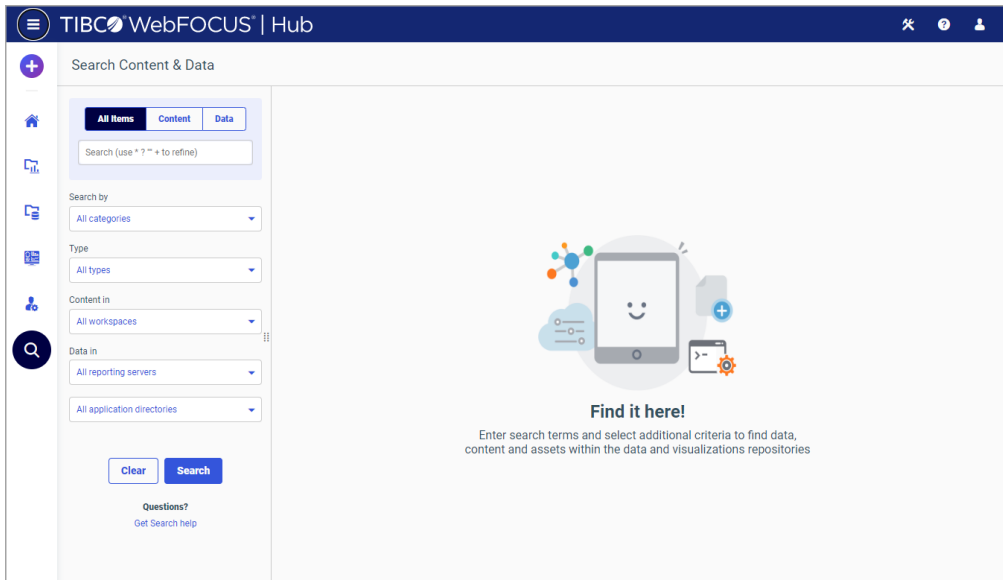 TIBCO® WebFOCUS® | Hub
Search Content & Data
All Items Content Data
Search (use * ? "" + to refine)
Search by
All categories
Type
All types
Content in
All workspaces
Data in
All reporting servers
All application directories
Clear Search
Questions?
Get Search help
>-
Find it here!
Enter search terms and select additional criteria to find data,
content and assets within the data and visualizations repositories